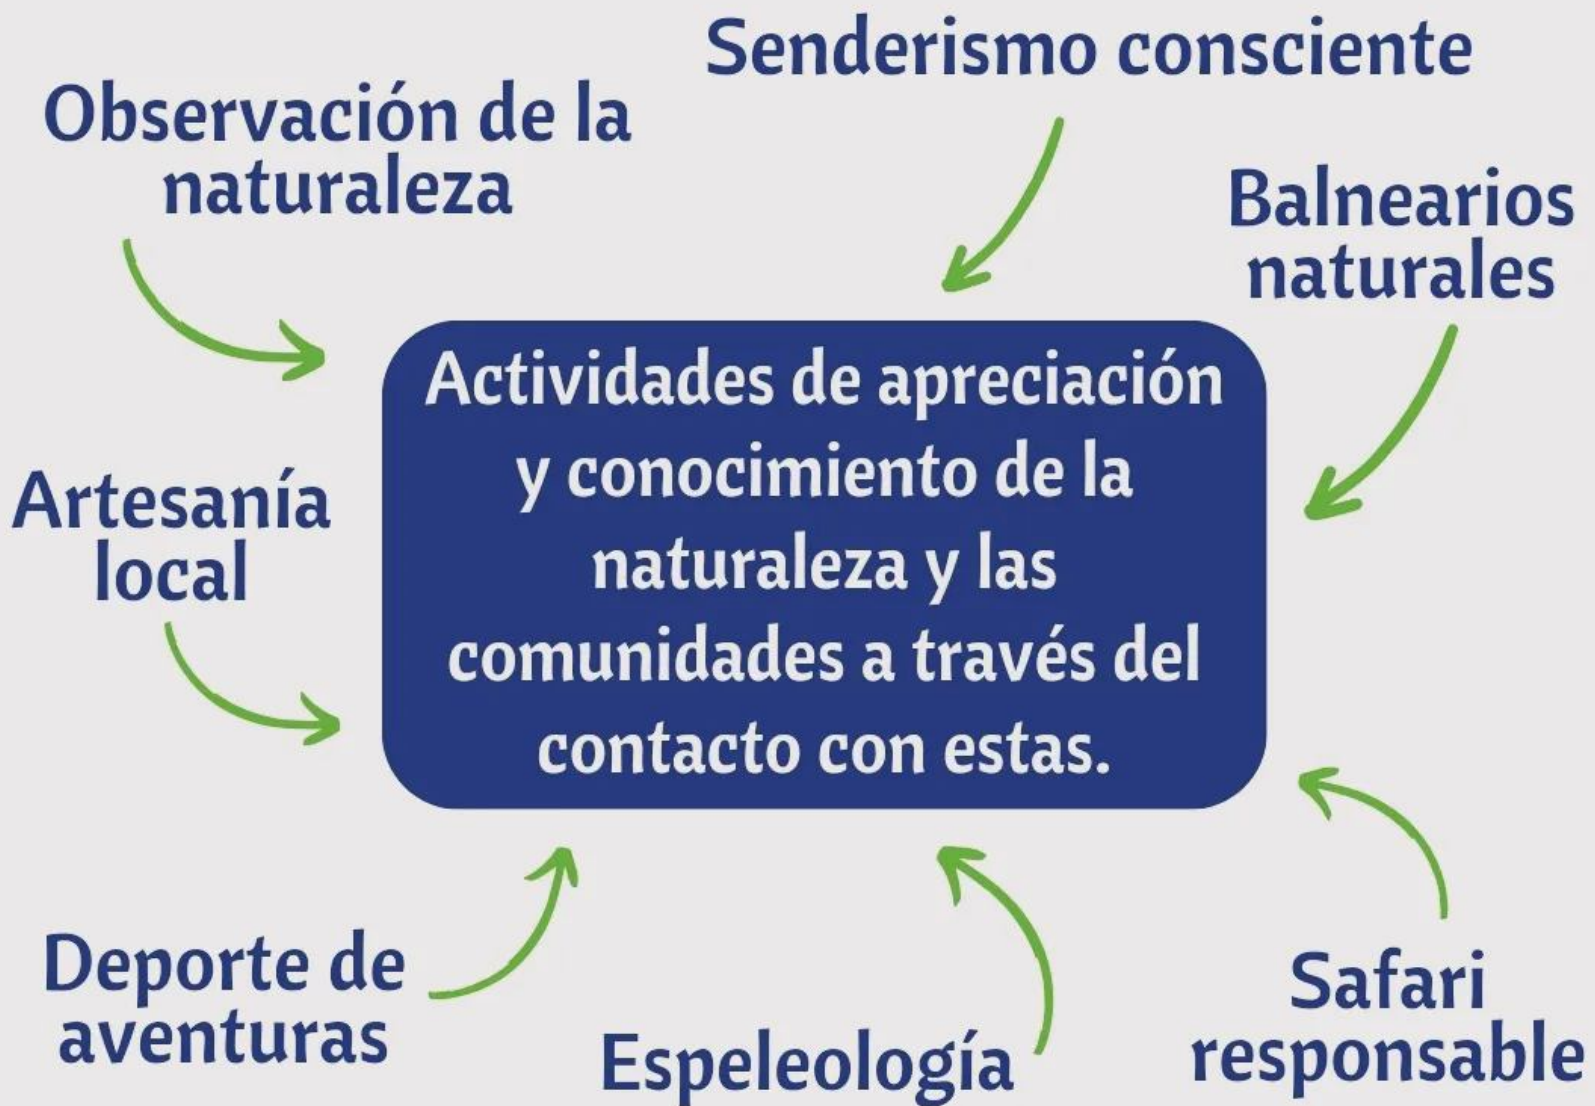 Senderismo consciente
Observación de la
naturaleza
Balnearios
naturales
Actividades de apreciación
y conocimiento de la
naturaleza y las
comunidades a través del
contacto con estas.
Artesanía
local
Deporte de
aventuras
Espeleología
Safari
responsable